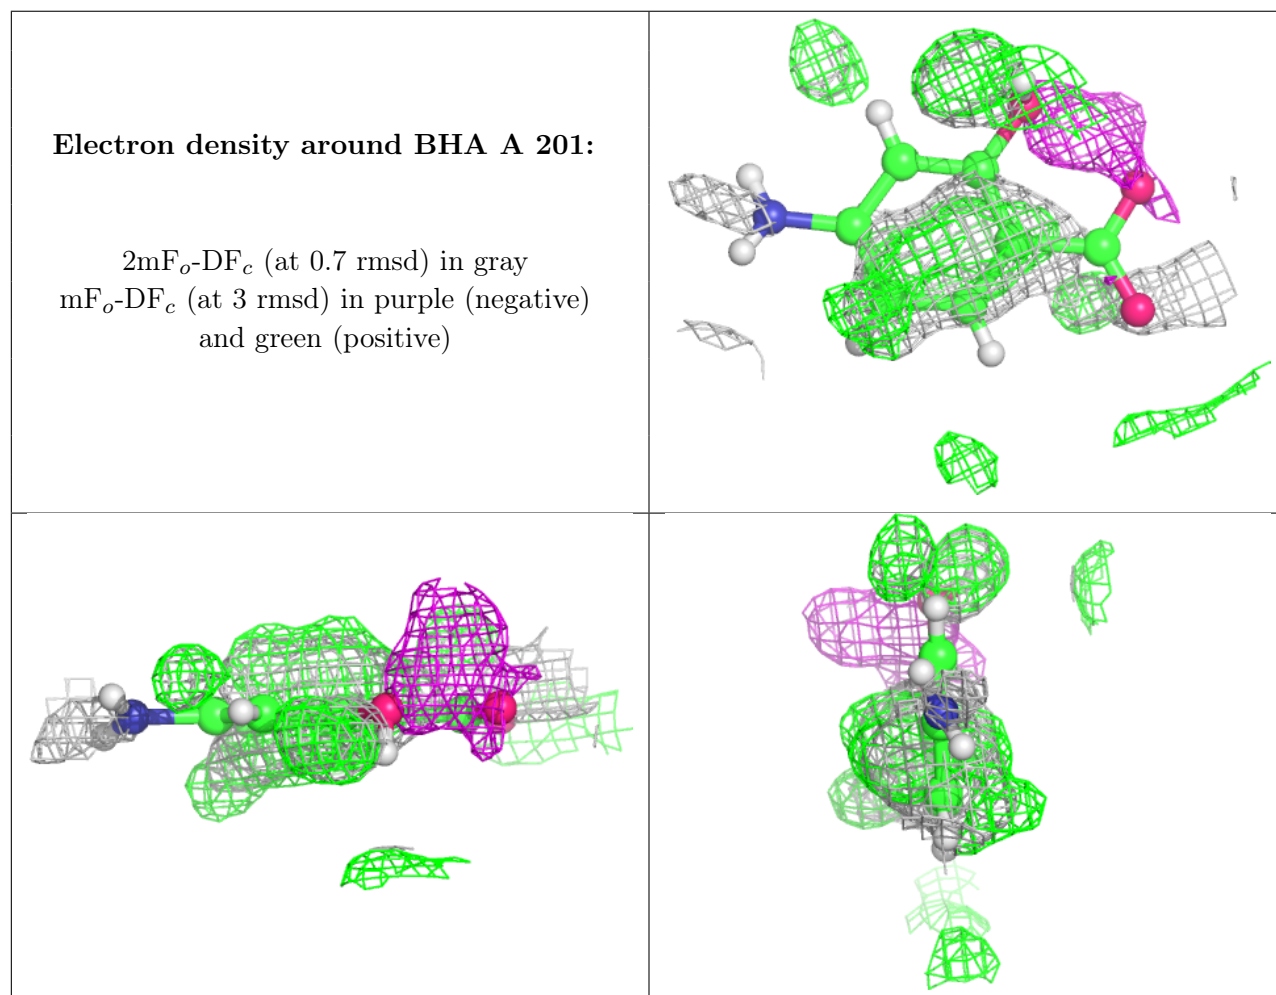 Electron density around BHA A 201:
2mFo-DFc (at 0.7 rmsd) in gray
mFo-DFc (at 3 rmsd) in purple (negative)
and green (positive)